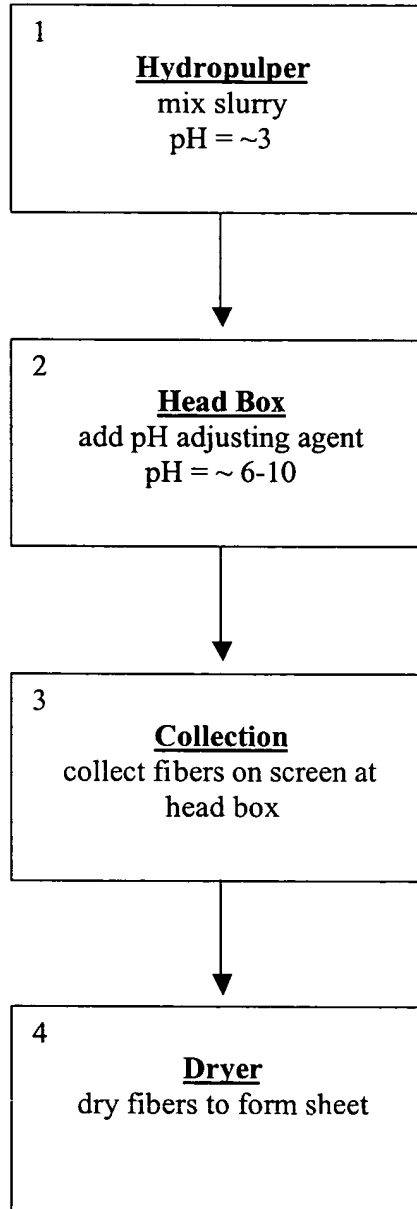 1
Hydropulper
mix slurry
pH = ~3
2
Head Box
add pH adjusting agent
pH = ~ 6-10
3
Collection
collect fibers on screen at
head box
4
Dryer
dry fibers to form sheet